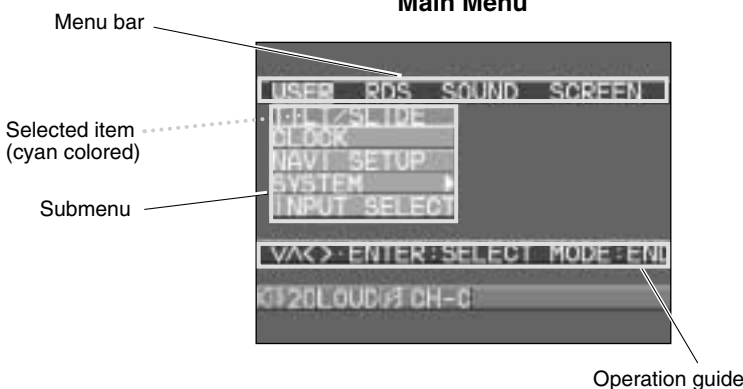 Main Menu
Menu bar
USER RDS SOUND SCREEN
TILT/SLIDE
Selected item
(cyan colored)
CLOCK
NAVI SETUP
SYSTEM
Submenu
INPUT SELECT
V∧<>·ENTER:SELECT MODE:END
LOUD CH-C
Operation guide